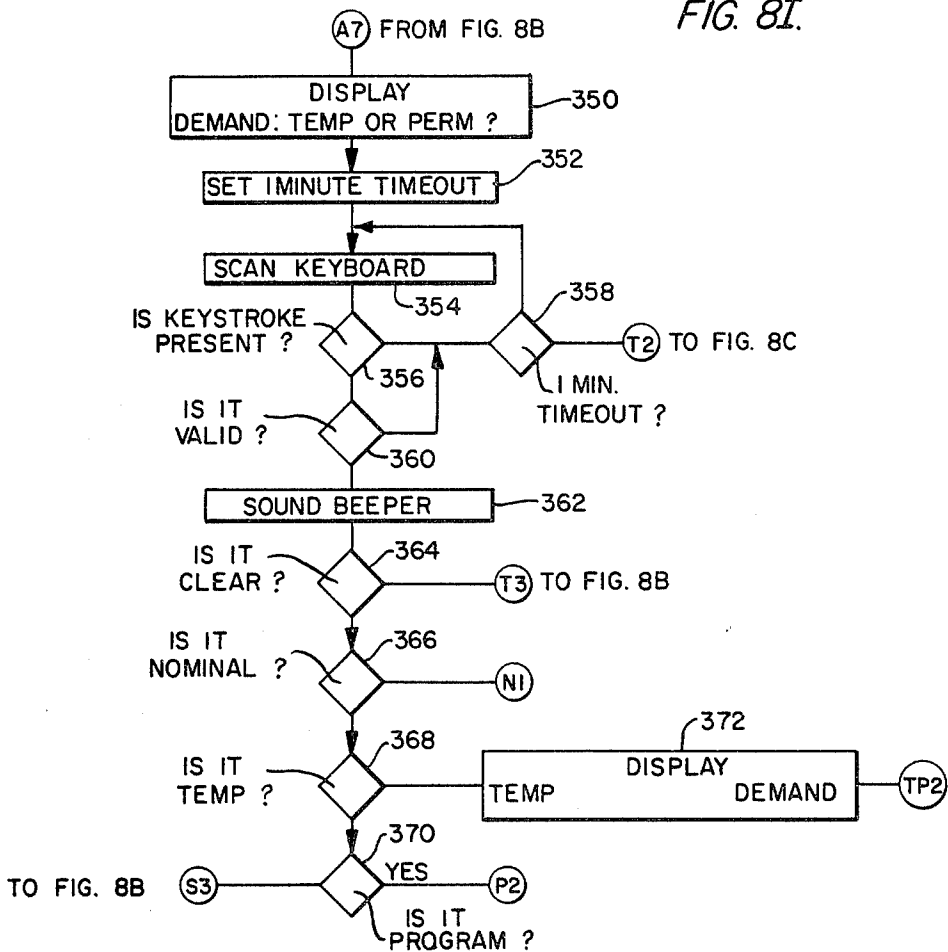 FIG. 8I.
A7 FROM FIG. 8B
DISPLAY
DEMAND: TEMP OR PERM ?
350
352
SET 1MINUTE TIMEOUT
SCAN KEYBOARD
354
358
IS KEYSTROKE
PRESENT ?
356
T2 TO FIG. 8C
1 MIN.
TIMEOUT ?
IS IT
VALID ?
360
SOUND BEEPER
362
364
IS IT
CLEAR ?
T3 TO FIG. 8B
366
IS IT
NOMINAL ?
N1
368
372
IS IT
TEMP ?
DISPLAY
TEMP DEMAND
TP2
370
TO FIG. 8B S3
YES
P2
IS IT
PROGRAM ?